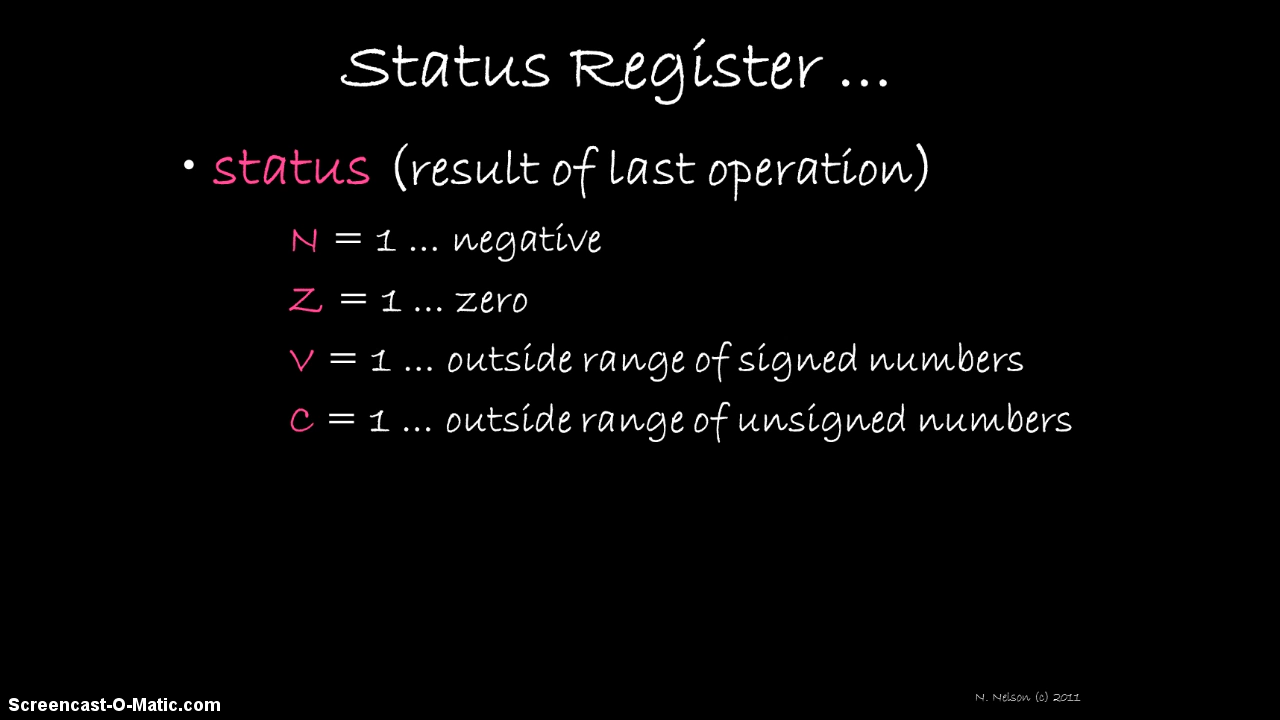 Status Register ...
• status (result of last operation)
N = 1 ... negative
Z = 1 ... zero
V = 1 ... outside range of signed numbers
C = 1 ... outside range of unsigned numbers
N. Nelson (c) 2011
Screencast-O-Matic.com